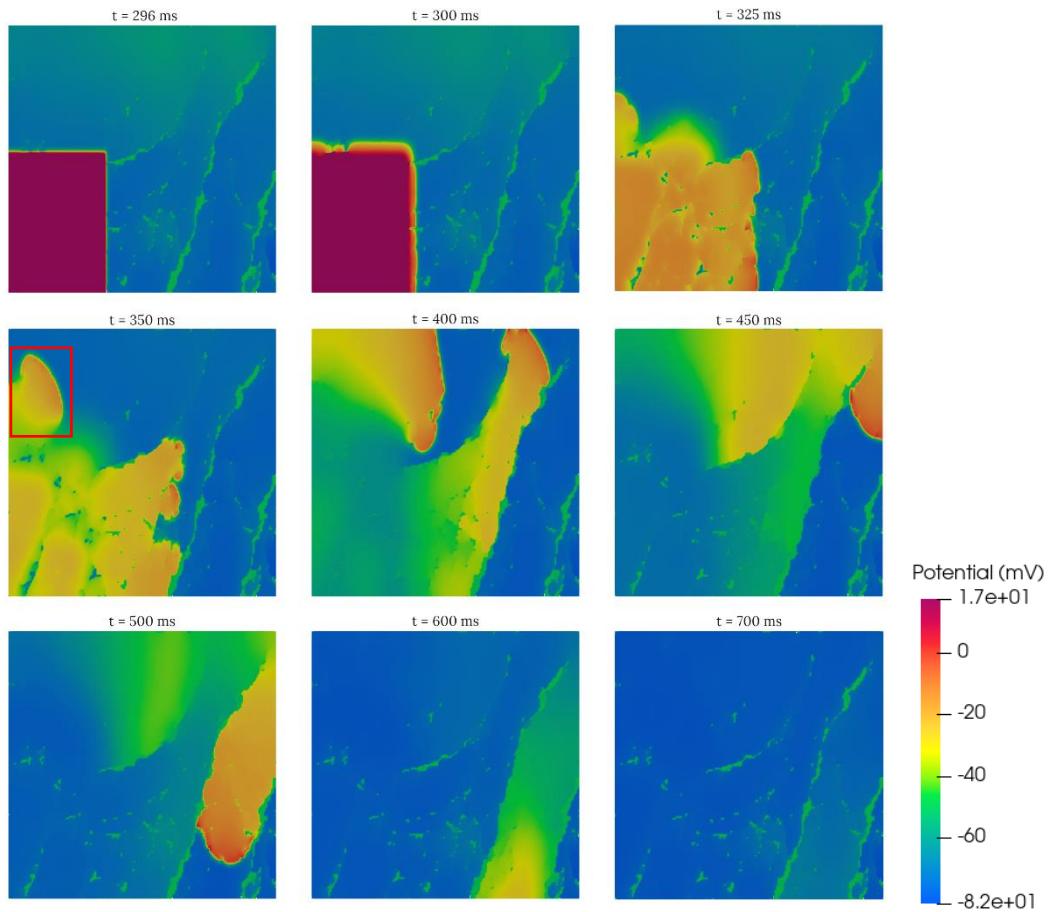 t = 296 ms
t = 300 ms
t = 325 ms
t = 350 ms
t = 400 ms
t = 450 ms
t = 500 ms
t = 600 ms
t = 700 ms
Potential (mV)
1.7e+01
0
-20
-40
-60
-8.2e+01